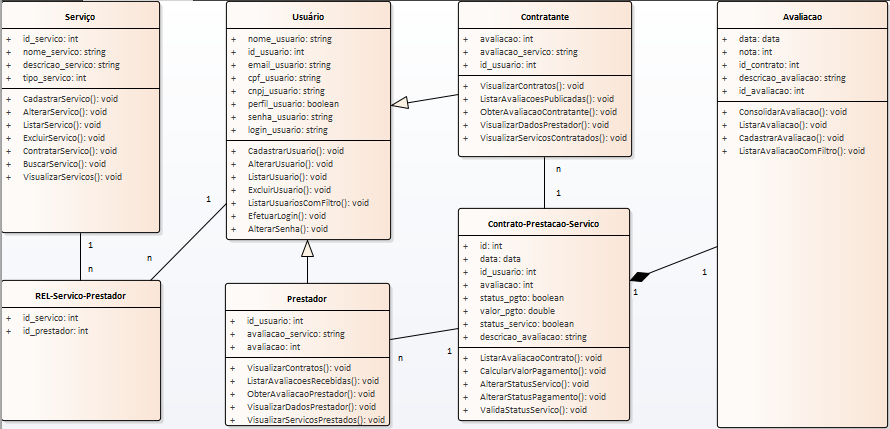 Serviço
+ id_servico: int
+ nome_servico: string
+ descricao_servico: string
+ tipo_servico: int
+ CadastrarServico(): void
+ AlterarServico(): void
+ ListarServico(): void
+ ExcluirServico(): void
+ ContratarServico(): void
+ BuscarServico(): void
+ VisualizarServicos(): void
1
n
REL-Servico-Prestador
+ id_servico: int
+ id_prestador: int
n
1
Usuário
+ nome_usuario: string
+ id_usuario: int
+ email_usuario: string
+ cpf_usuario: string
+ cnpj_usuario: string
+ perfil_usuario: boolean
+ senha_usuario: string
+ login_usuario: string
+ CadastrarUsuario(): void
+ AlterarUsuario(): void
+ ListarUsuario(): void
+ ExcluirUsuario(): void
+ ListarUsuariosComFiltro(): void
+ EfetuarLogin(): void
+ AlterarSenha(): void
Prestador
+ id_usuario: int
+ avaliacao_servico: string
+ avaliacao: int
+ VisualizarContratos(): void
+ ListarAvaliacoesRecebidas(): void
+ ObterAvaliacaoPrestador(): void
+ VisualizarDadosPrestador(): void
+ VisualizarServicosPrestados(): void
n
1
Contratante
+ avaliacao: int
+ avaliacao_servico: string
+ id_usuario: int
+ VisualizarContratos(): void
+ ListarAvaliacoesPublicadas(): void
+ ObterAvaliacaoContratante(): void
+ VisualizarDadosPrestador(): void
+ VisualizarServicosContratados(): void
n
1
Contrato-Prestacao-Servico
+ id: int
+ data: data
+ id_usuario: int
+ avaliacao: int
+ status_pgto: boolean
+ valor_pgto: double
+ status_servico: boolean
+ descricao_avaliacao: string
+ ListarAvaliacaoContrato(): void
+ CalcularValorPagamento(): void
+ AlterarStatusServico(): void
+ AlterarStatusPagamento(): void
+ ValidaStatusServico(): void
1
1
Avaliacao
+ data: data
+ nota: int
+ id_contrato: int
+ descricao_avaliacao: string
+ id_avaliacao: int
+ ConsolidarAvaliacao(): void
+ ListarAvaliacao(): void
+ CadastrarAvaliacao(): void
+ ListarAvaliacaoComFiltro(): void